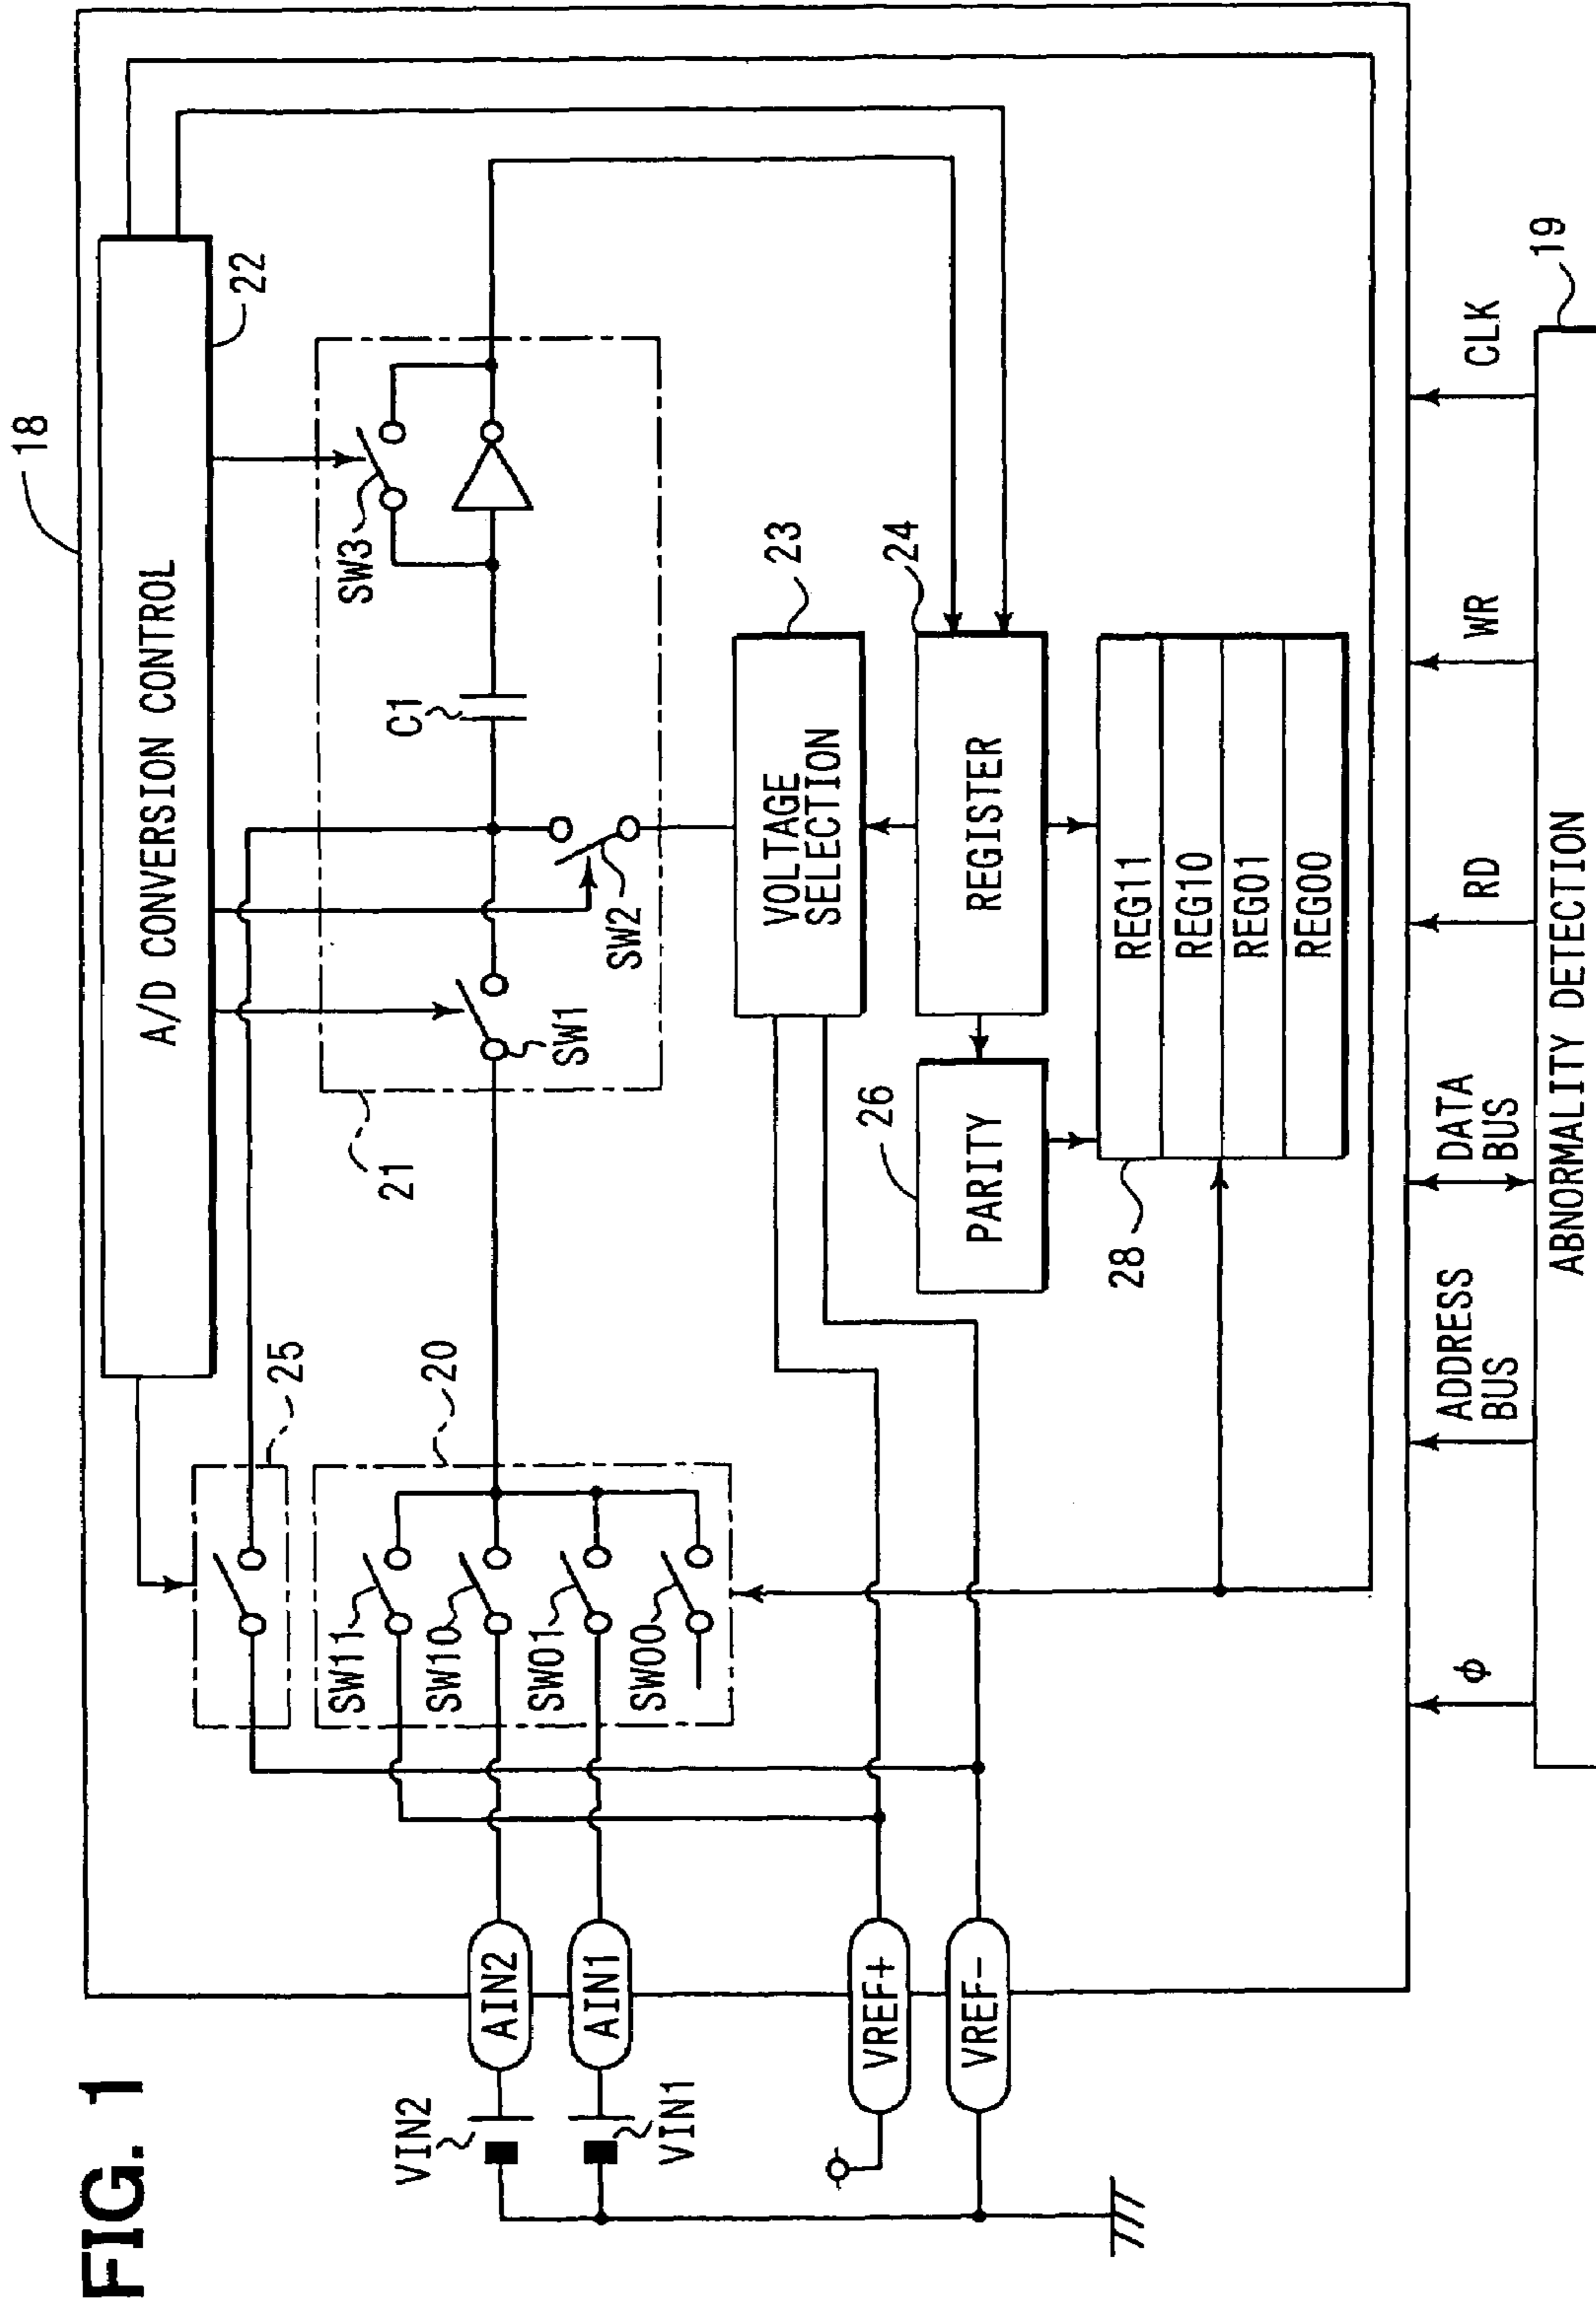 FIG. 1
18
A/D CONVERSION CONTROL
22
25
20
21
SW3
C1
SW2
SW1
SW11
SW10
SW01
SW00
VOLTAGE
SELECTION
23
REGISTER
24
PARITY
26
REG11
REG10
REG01
REG00
28
VIN2
AIN2
VIN1
AIN1
VREF+
VREF-
ϕ
ADDRESS
BUS
DATA
BUS
RD
WR
CLK
ABNORMALITY DETECTION
19